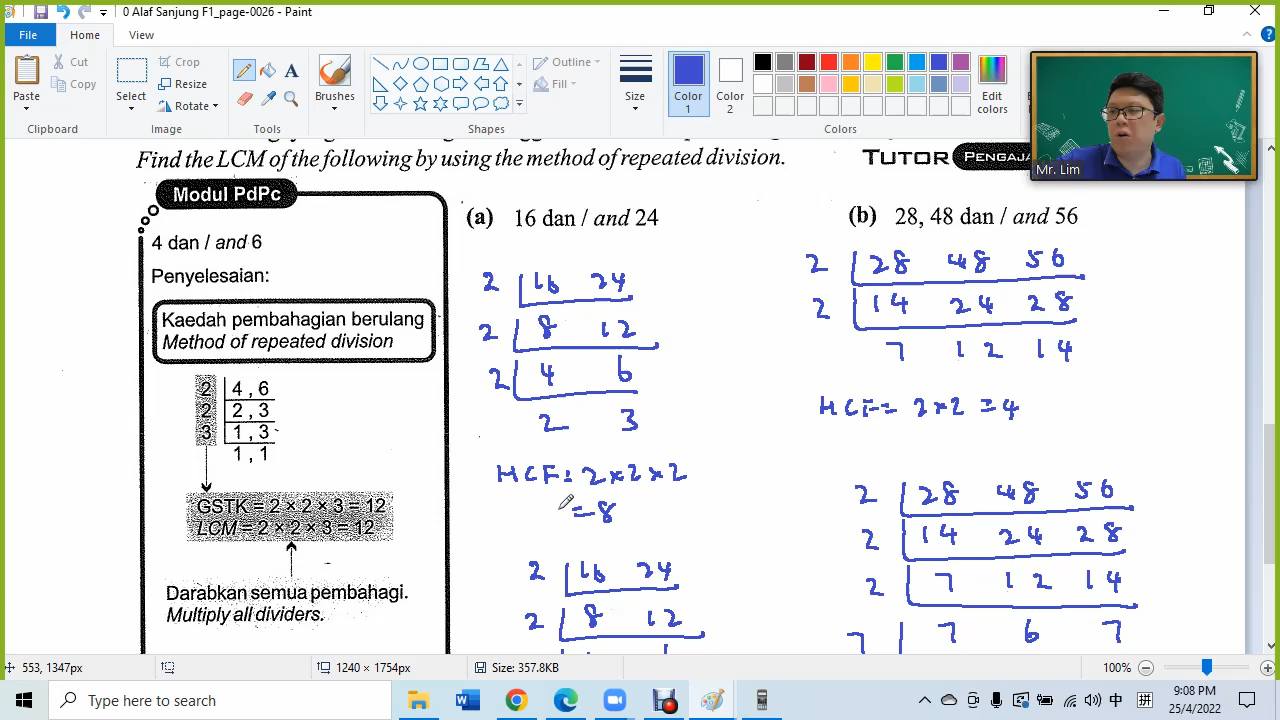 0 Alaf Sanjung F1_page-0026 - Paint
File Home View
Paste
Cut
Copy
Clipboard
Select
Crop
Resize
Rotate
Image
Tools
Brushes
Shapes
Outline
Fill
Size
Color 1
Color 2
Colors
Edit colors
Mr. Lim
Find the LCM of the following by using the method of repeated division.
TUTOR PENGAJA
Modul PdPc
4 dan / and 6
Penyelesaian:
Kaedah pembahagian berulang
Method of repeated division
2 4 , 6
2 2 , 3
3 1 , 3
1 , 1
GSTK = 2 × 2 × 3 = 12
LCM = 2 × 2 × 3 = 12
Darabkan semua pembahagi.
Multiply all dividers.
(a) 16 dan / and 24
2 16 24
2 8 12
2 4 6
2 3
HCF = 2 × 2 × 2
= 8
2 16 24
2 8 12
(b) 28, 48 dan / and 56
2 28 48 56
2 14 24 28
7 12 14
HCF = 2 × 2 = 4
2 28 48 56
2 14 24 28
2 7 12 14
7 7 6 7
553, 1347px
1240 × 1754px
Size: 357.8KB
100%
Type here to search
中
拼
9:08 PM
25/4/2022